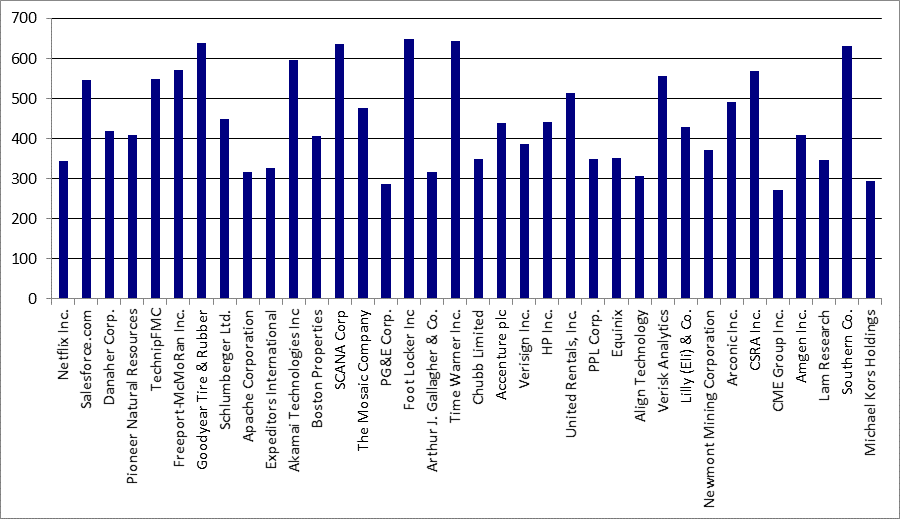 700
600
500
400
300
200
100
0
Netflix Inc.
Salesforce.com
Danaher Corp.
Pioneer Natural Resources
TechnipFMC
Freeport-McMoRan Inc.
Goodyear Tire & Rubber
Schlumberger Ltd.
Apache Corporation
Expeditors International
Akamai Technologies Inc
Boston Properties
SCANA Corp
The Mosaic Company
PG&E Corp.
Foot Locker Inc
Arthur J. Gallagher & Co.
Time Warner Inc.
Chubb Limited
Accenture plc
Verisign Inc.
HP Inc.
United Rentals, Inc.
PPL Corp.
Equinix
Align Technology
Verisk Analytics
Lilly (Eli) & Co.
Newmont Mining Corporation
Arconic Inc.
CSRA Inc.
CME Group Inc.
Amgen Inc.
Lam Research
Southern Co.
Michael Kors Holdings